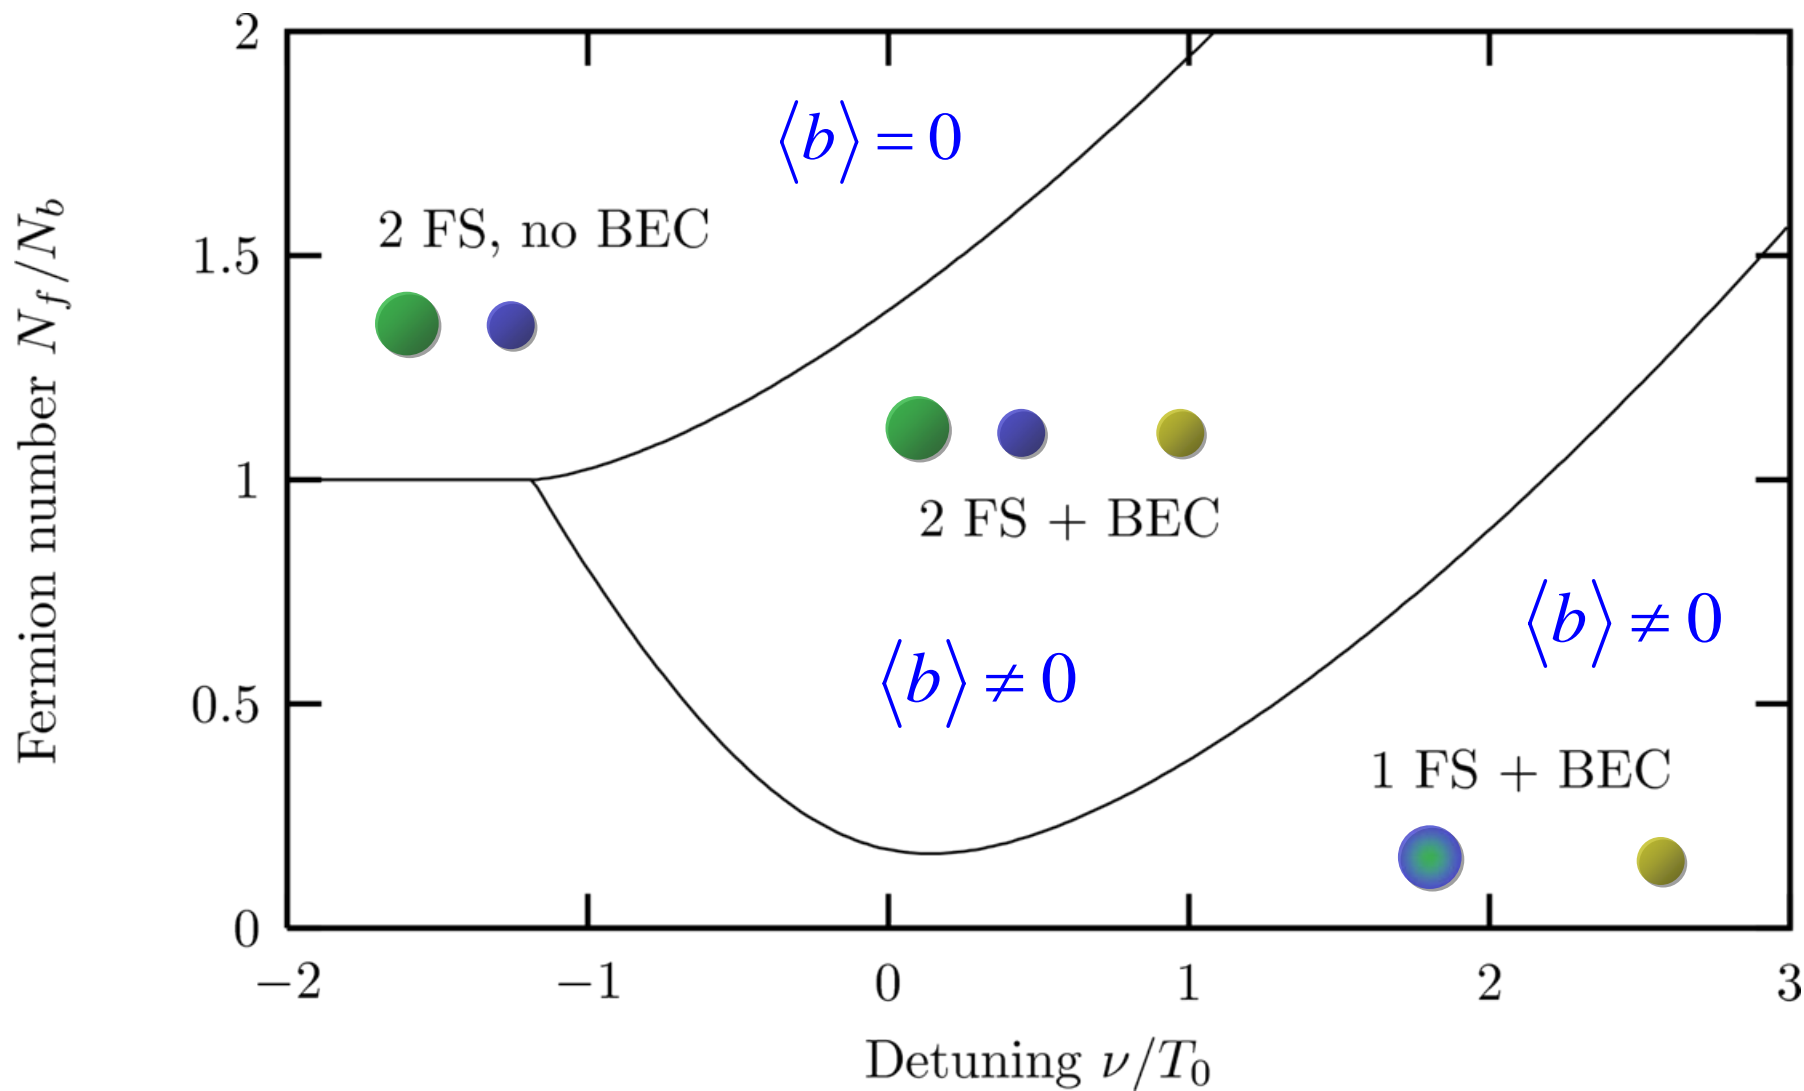 2
⟨b⟩ = 0
2 FS, no BEC
1.5
Fermion number N_f/N_b
1
2 FS + BEC
⟨b⟩ ≠ 0
⟨b⟩ ≠ 0
0.5
1 FS + BEC
0
−2 −1 0 1 2 3
Detuning ν/T_0